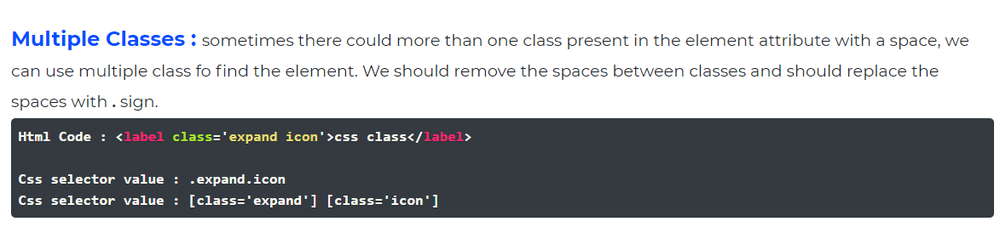 Multiple Classes : sometimes there could more than one class present in the element attribute with a space, we
can use multiple class fo find the element. We should remove the spaces between classes and should replace the
spaces with . sign.
Html Code : <label class='expand icon'>css class</label>
Css selector value : .expand.icon
Css selector value : [class='expand'] [class='icon']